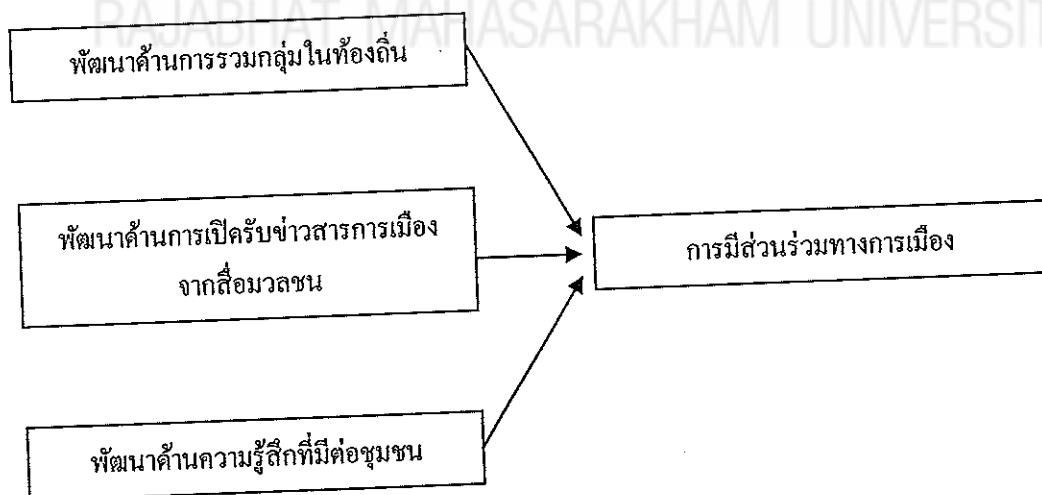 RAJABHAT MAHASARAKHAM UNIVERSIT
พัฒนาด้านการรวมกลุ่มในท้องถิ่น
พัฒนาด้านการเปิดรับข่าวสารการเมือง
จากสื่อมวลชน
การมีส่วนร่วมทางการเมือง
พัฒนาด้านความรู้สึกที่มีต่อชุมชน